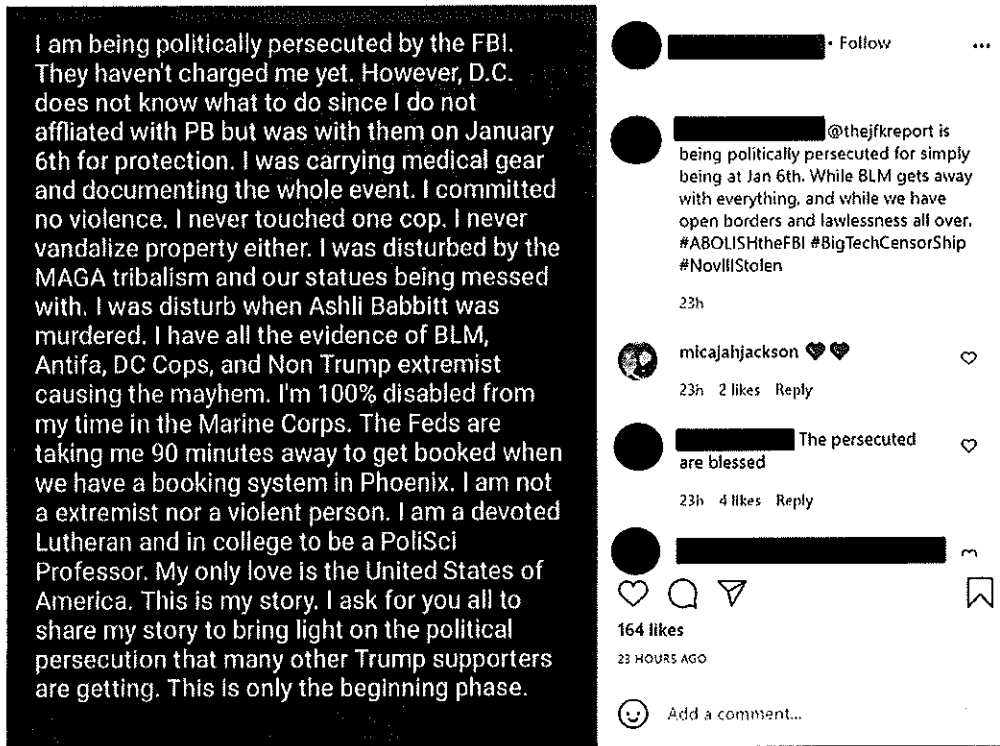 I am being politically persecuted by the FBI.
They haven't charged me yet. However, D.C.
does not know what to do since I do not
affliated with PB but was with them on January
6th for protection. I was carrying medical gear
and documenting the whole event. I committed
no violence. I never touched one cop. I never
vandalize property either. I was disturbed by the
MAGA tribalism and our statues being messed
with. I was disturb when Ashli Babbitt was
murdered. I have all the evidence of BLM,
Antifa, DC Cops, and Non Trump extremist
causing the mayhem. I'm 100% disabled from
my time in the Marine Corps. The Feds are
taking me 90 minutes away to get booked when
we have a booking system in Phoenix. I am not
a extremist nor a violent person. I am a devoted
Lutheran and in college to be a PoliSci
Professor. My only love is the United States of
America. This is my story. I ask for you all to
share my story to bring light on the political
persecution that many other Trump supporters
are getting. This is only the beginning phase.
• Follow
@thejfkreport is
being politically persecuted for simply
being at Jan 6th. While BLM gets away
with everything, and while we have
open borders and lawlessness all over.
#ABOLISHtheFBI #BigTechCensorShip
#NovIIIStolen
23h
micajahjackson
23h 2 likes Reply
The persecuted
are blessed
23h 4 likes Reply
164 likes
23 HOURS AGO
Add a comment...